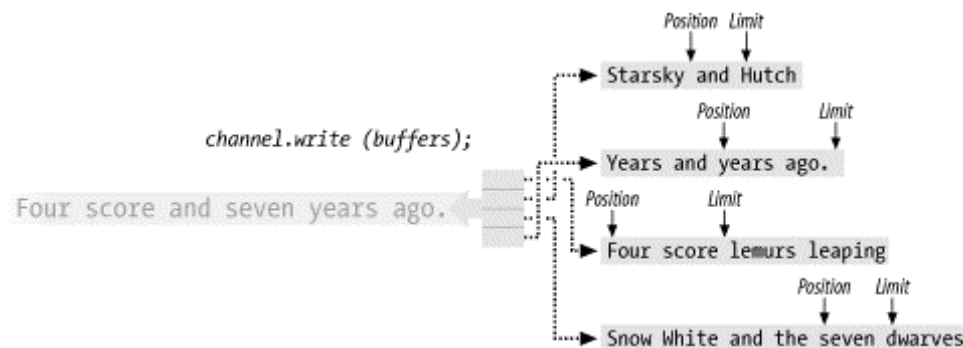 Position Limit
Starsky and Hutch
Position Limit
channel.write (buffers);
Years and years ago.
Four score and seven years ago.
Position Limit
Four score lemurs leaping
Position Limit
Snow White and the seven dwarves